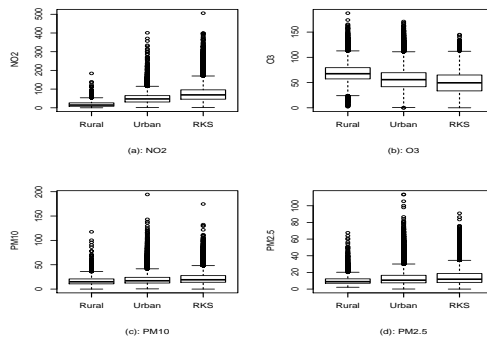 NO2
0 100 200 300 400 500
Rural Urban RKS
(a): NO2
O3
0 50 100 150
Rural Urban RKS
(b): O3
PM10
0 50 100 150 200
Rural Urban RKS
(c): PM10
PM2.5
0 20 40 60 80 100
Rural Urban RKS
(d): PM2.5